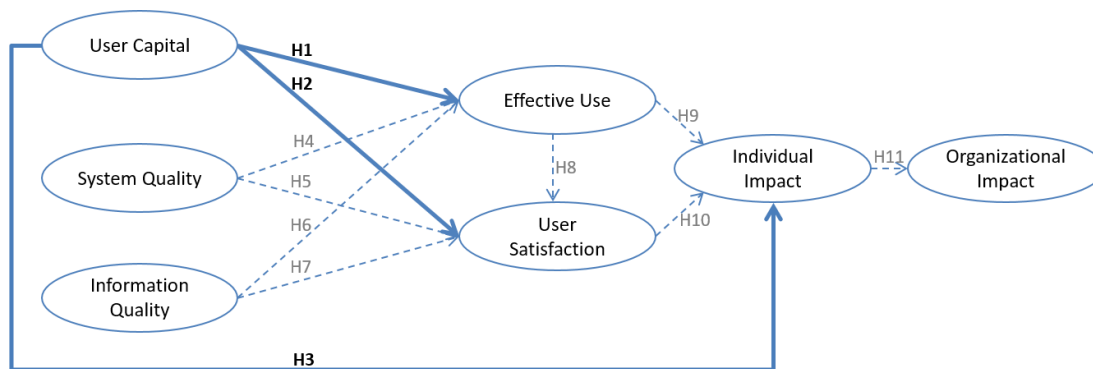 User Capital
H1
H2
Effective Use
H4
H9
System Quality
H5
H8
Individual
Impact
H11
Organizational
Impact
H6
User
Satisfaction
H10
H7
Information
Quality
H3